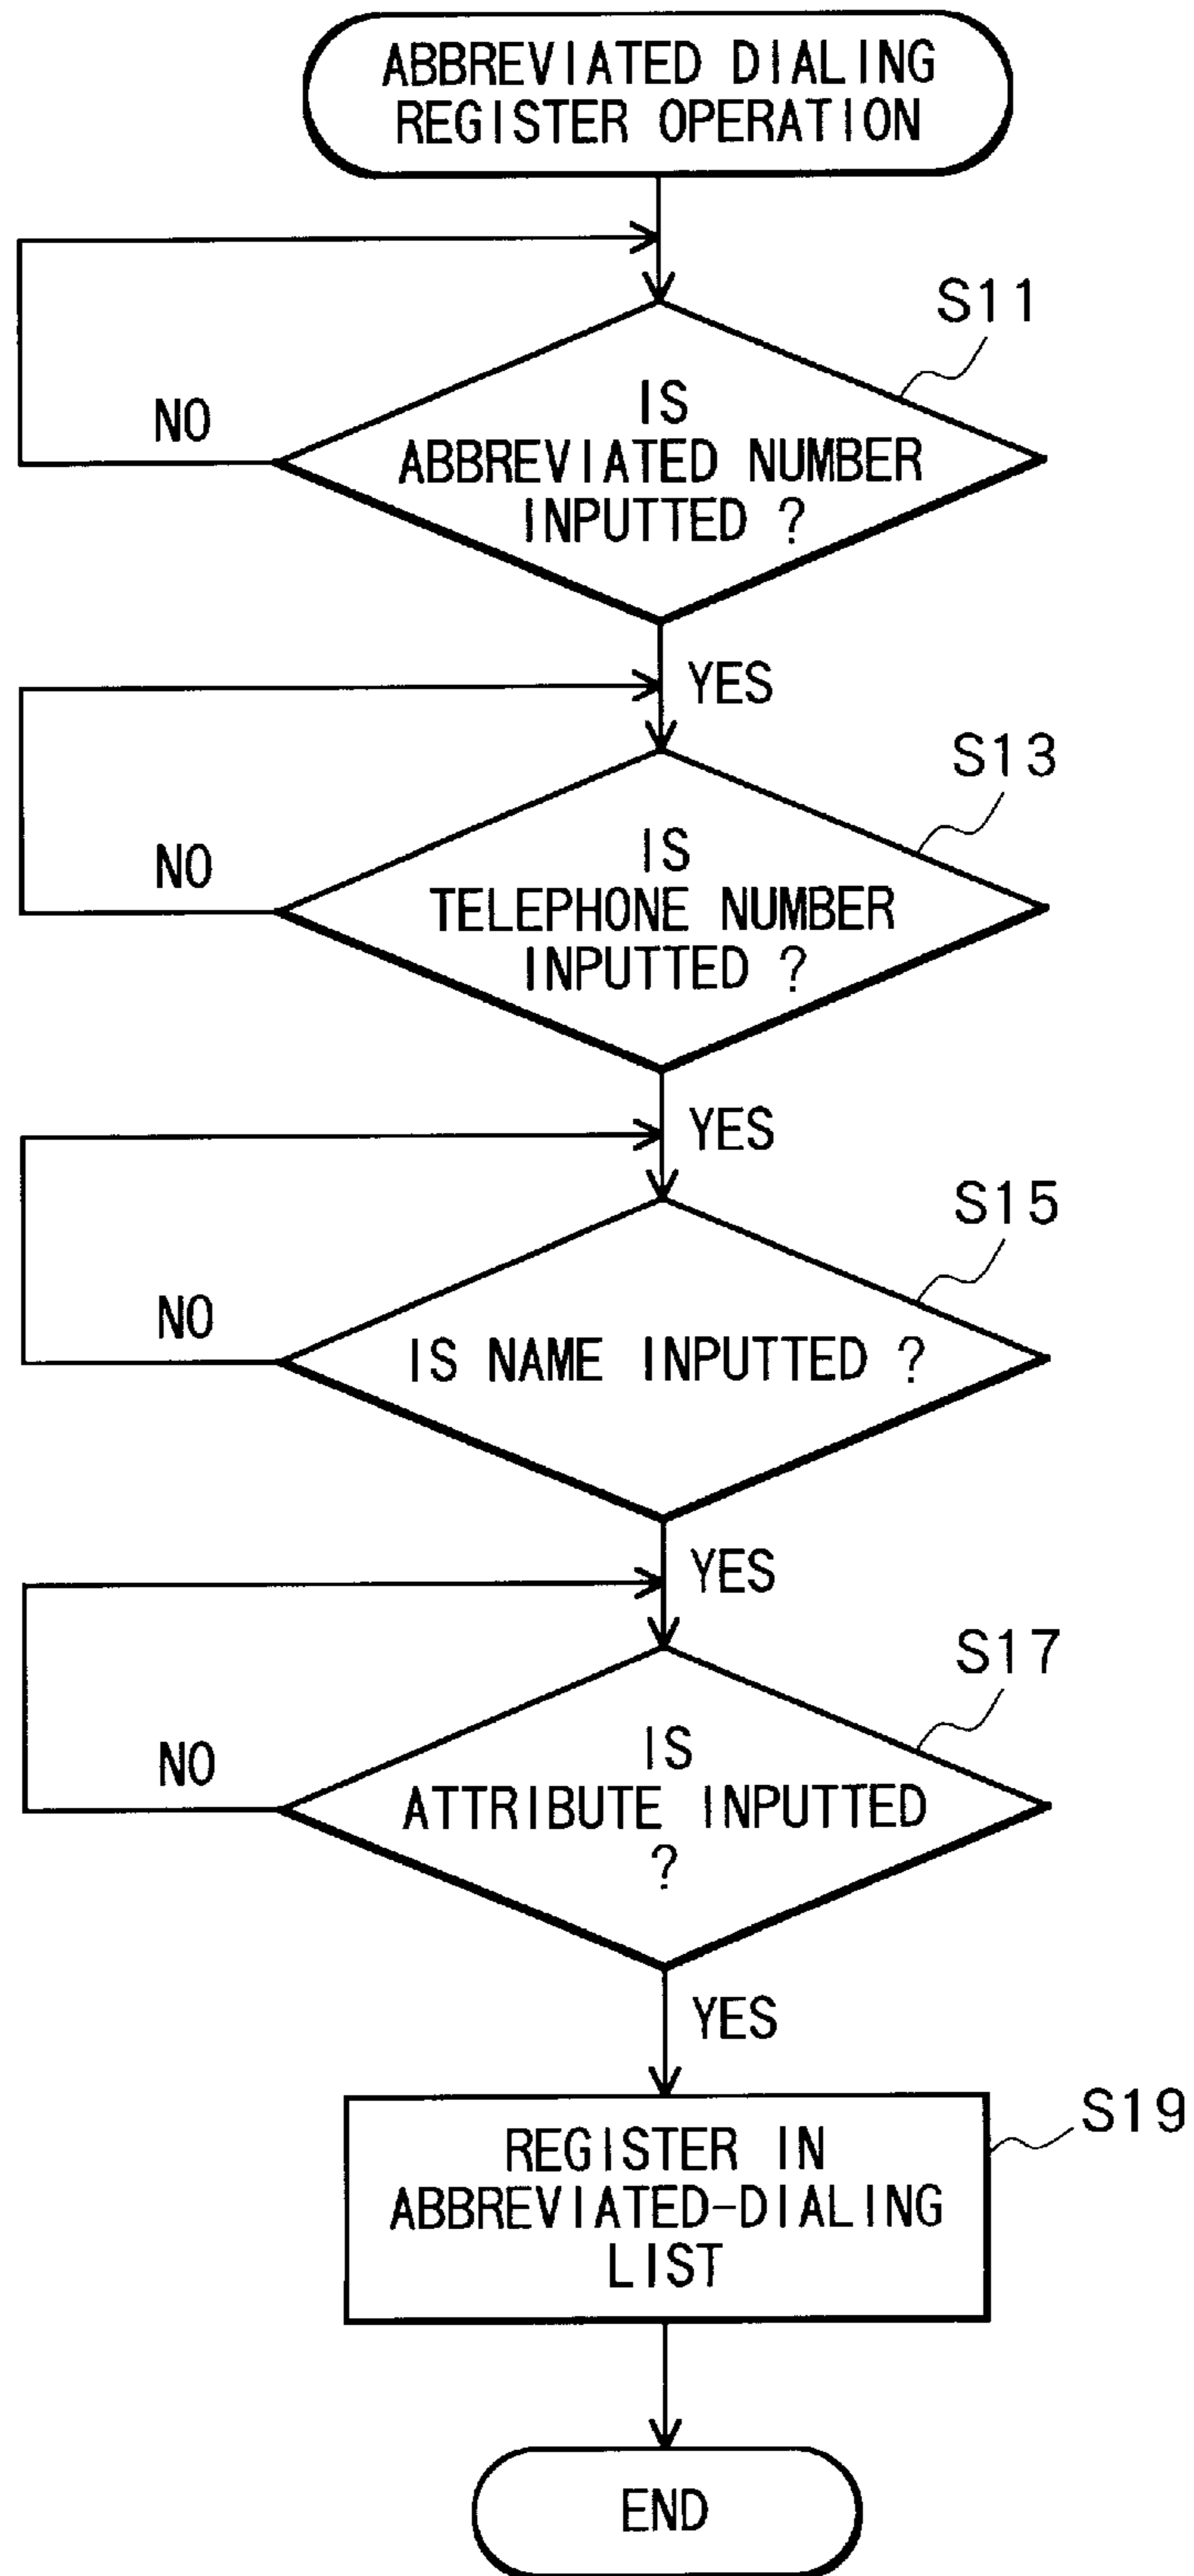 ABBREVIATED DIALING
REGISTER OPERATION
S11
IS
ABBREVIATED NUMBER
INPUTTED ?
NO
YES
S13
IS
TELEPHONE NUMBER
INPUTTED ?
NO
YES
S15
IS NAME INPUTTED ?
NO
YES
S17
IS
ATTRIBUTE INPUTTED
?
NO
YES
S19
REGISTER IN
ABBREVIATED-DIALING
LIST
END